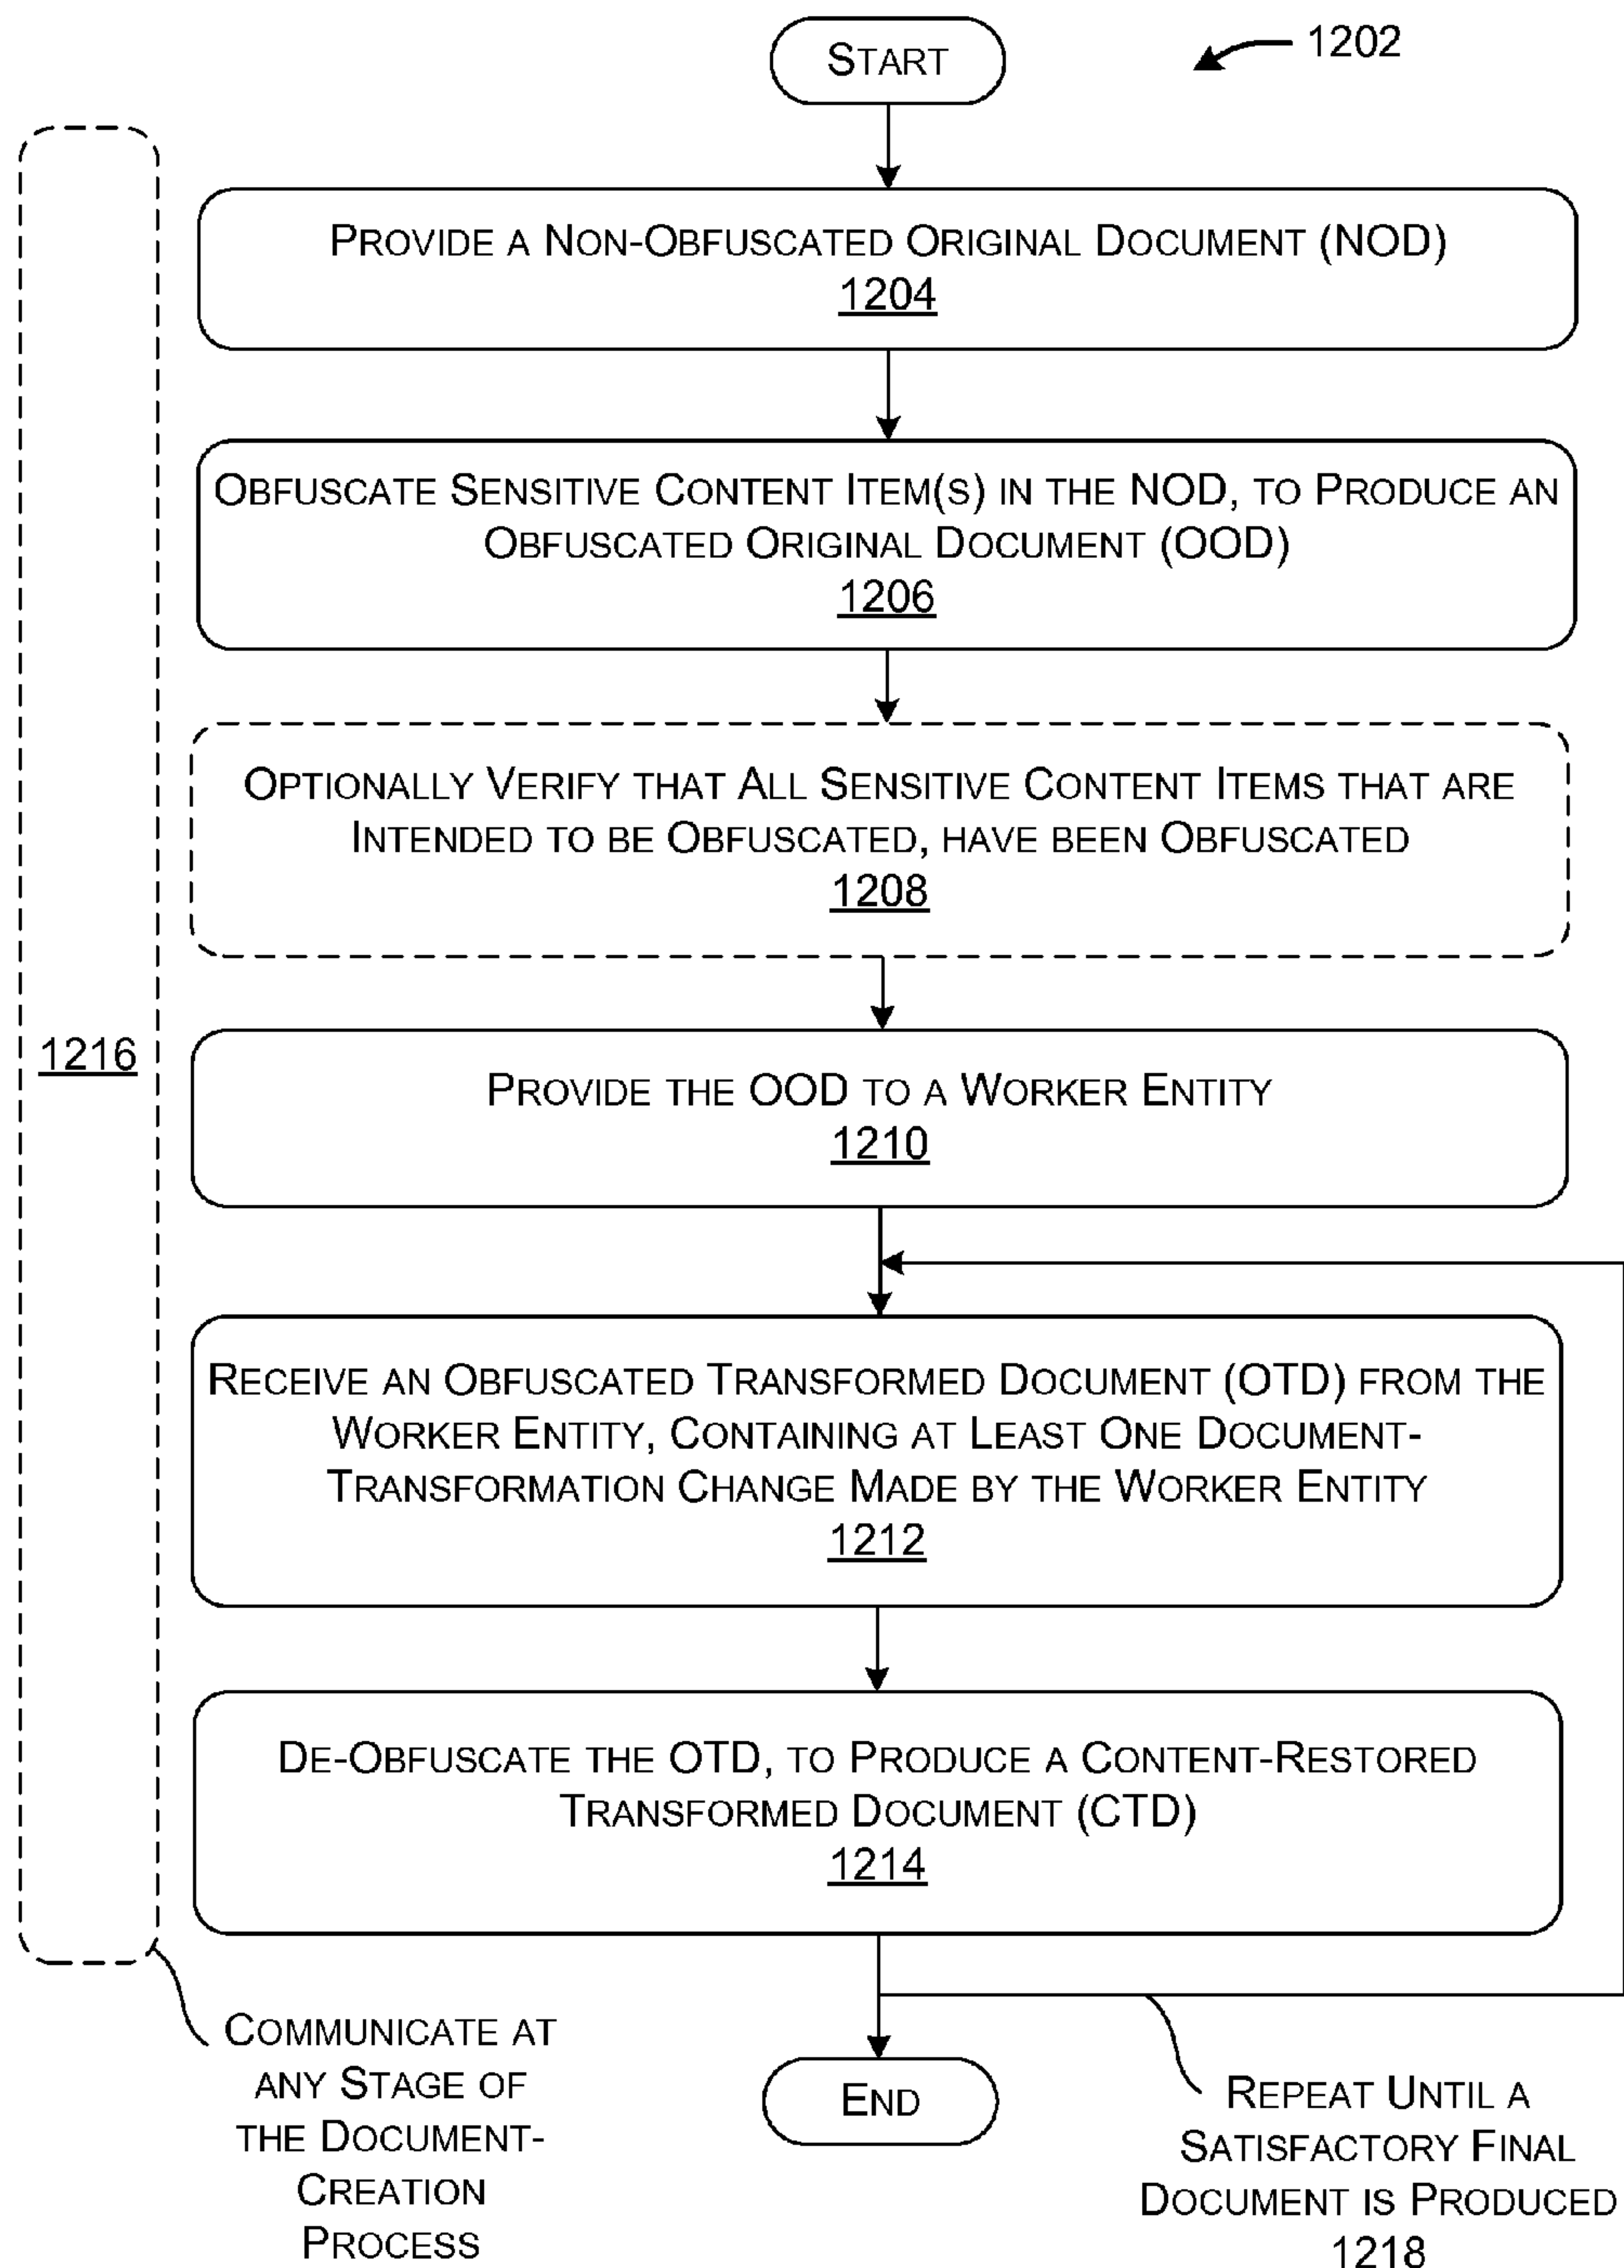 START
1202
PROVIDE A NON-OBFUSCATED ORIGINAL DOCUMENT (NOD)
1204
OBFUSCATE SENSITIVE CONTENT ITEM(S) IN THE NOD, TO PRODUCE AN
OBFUSCATED ORIGINAL DOCUMENT (OOD)
1206
OPTIONALLY VERIFY THAT ALL SENSITIVE CONTENT ITEMS THAT ARE
INTENDED TO BE OBFUSCATED, HAVE BEEN OBFUSCATED
1208
1216
PROVIDE THE OOD TO A WORKER ENTITY
1210
RECEIVE AN OBFUSCATED TRANSFORMED DOCUMENT (OTD) FROM THE
WORKER ENTITY, CONTAINING AT LEAST ONE DOCUMENT-
TRANSFORMATION CHANGE MADE BY THE WORKER ENTITY
1212
DE-OBFUSCATE THE OTD, TO PRODUCE A CONTENT-RESTORED
TRANSFORMED DOCUMENT (CTD)
1214
COMMUNICATE AT
ANY STAGE OF
THE DOCUMENT-
CREATION
PROCESS
END
REPEAT UNTIL A
SATISFACTORY FINAL
DOCUMENT IS PRODUCED
1218